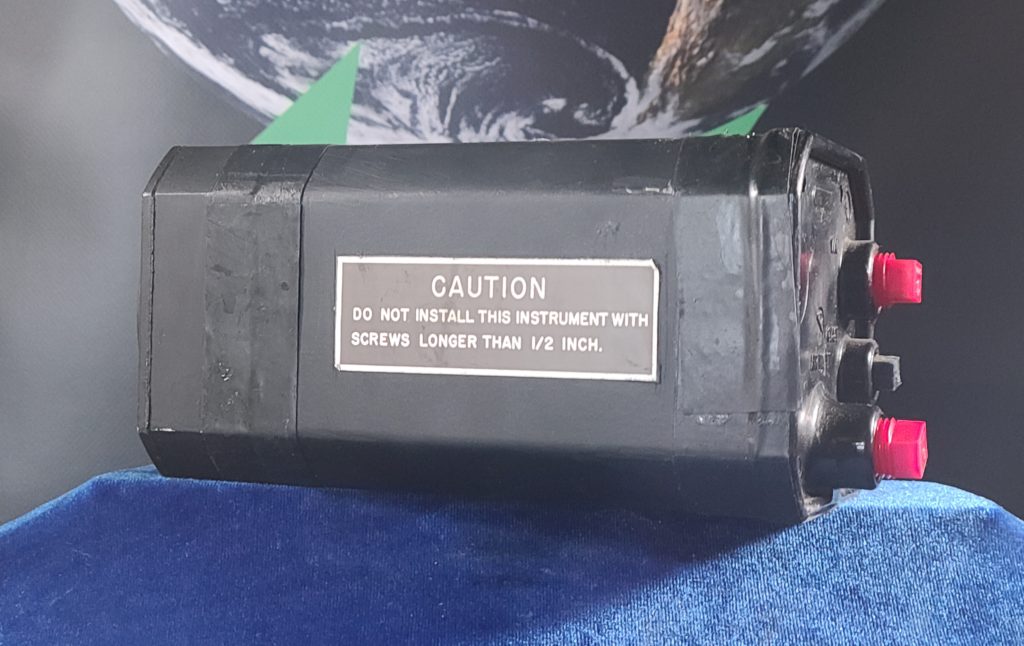 CAUTION
DO NOT INSTALL THIS INSTRUMENT WITH
SCREWS LONGER THAN 1/2 INCH.